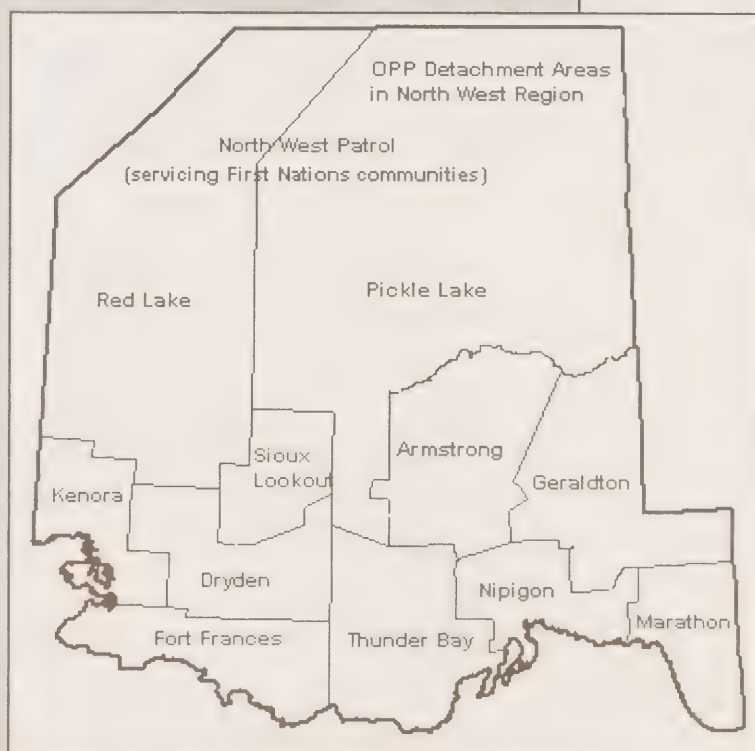 OPP Detachment Areas
in North West Region
North West Patrol
(servicing First Nations communities)
Red Lake
Pickle Lake
Sioux
Lookout
Armstrong
Kenora
Geraldton
Dryden
Nipigon
Fort Frances
Thunder Bay
Marathon